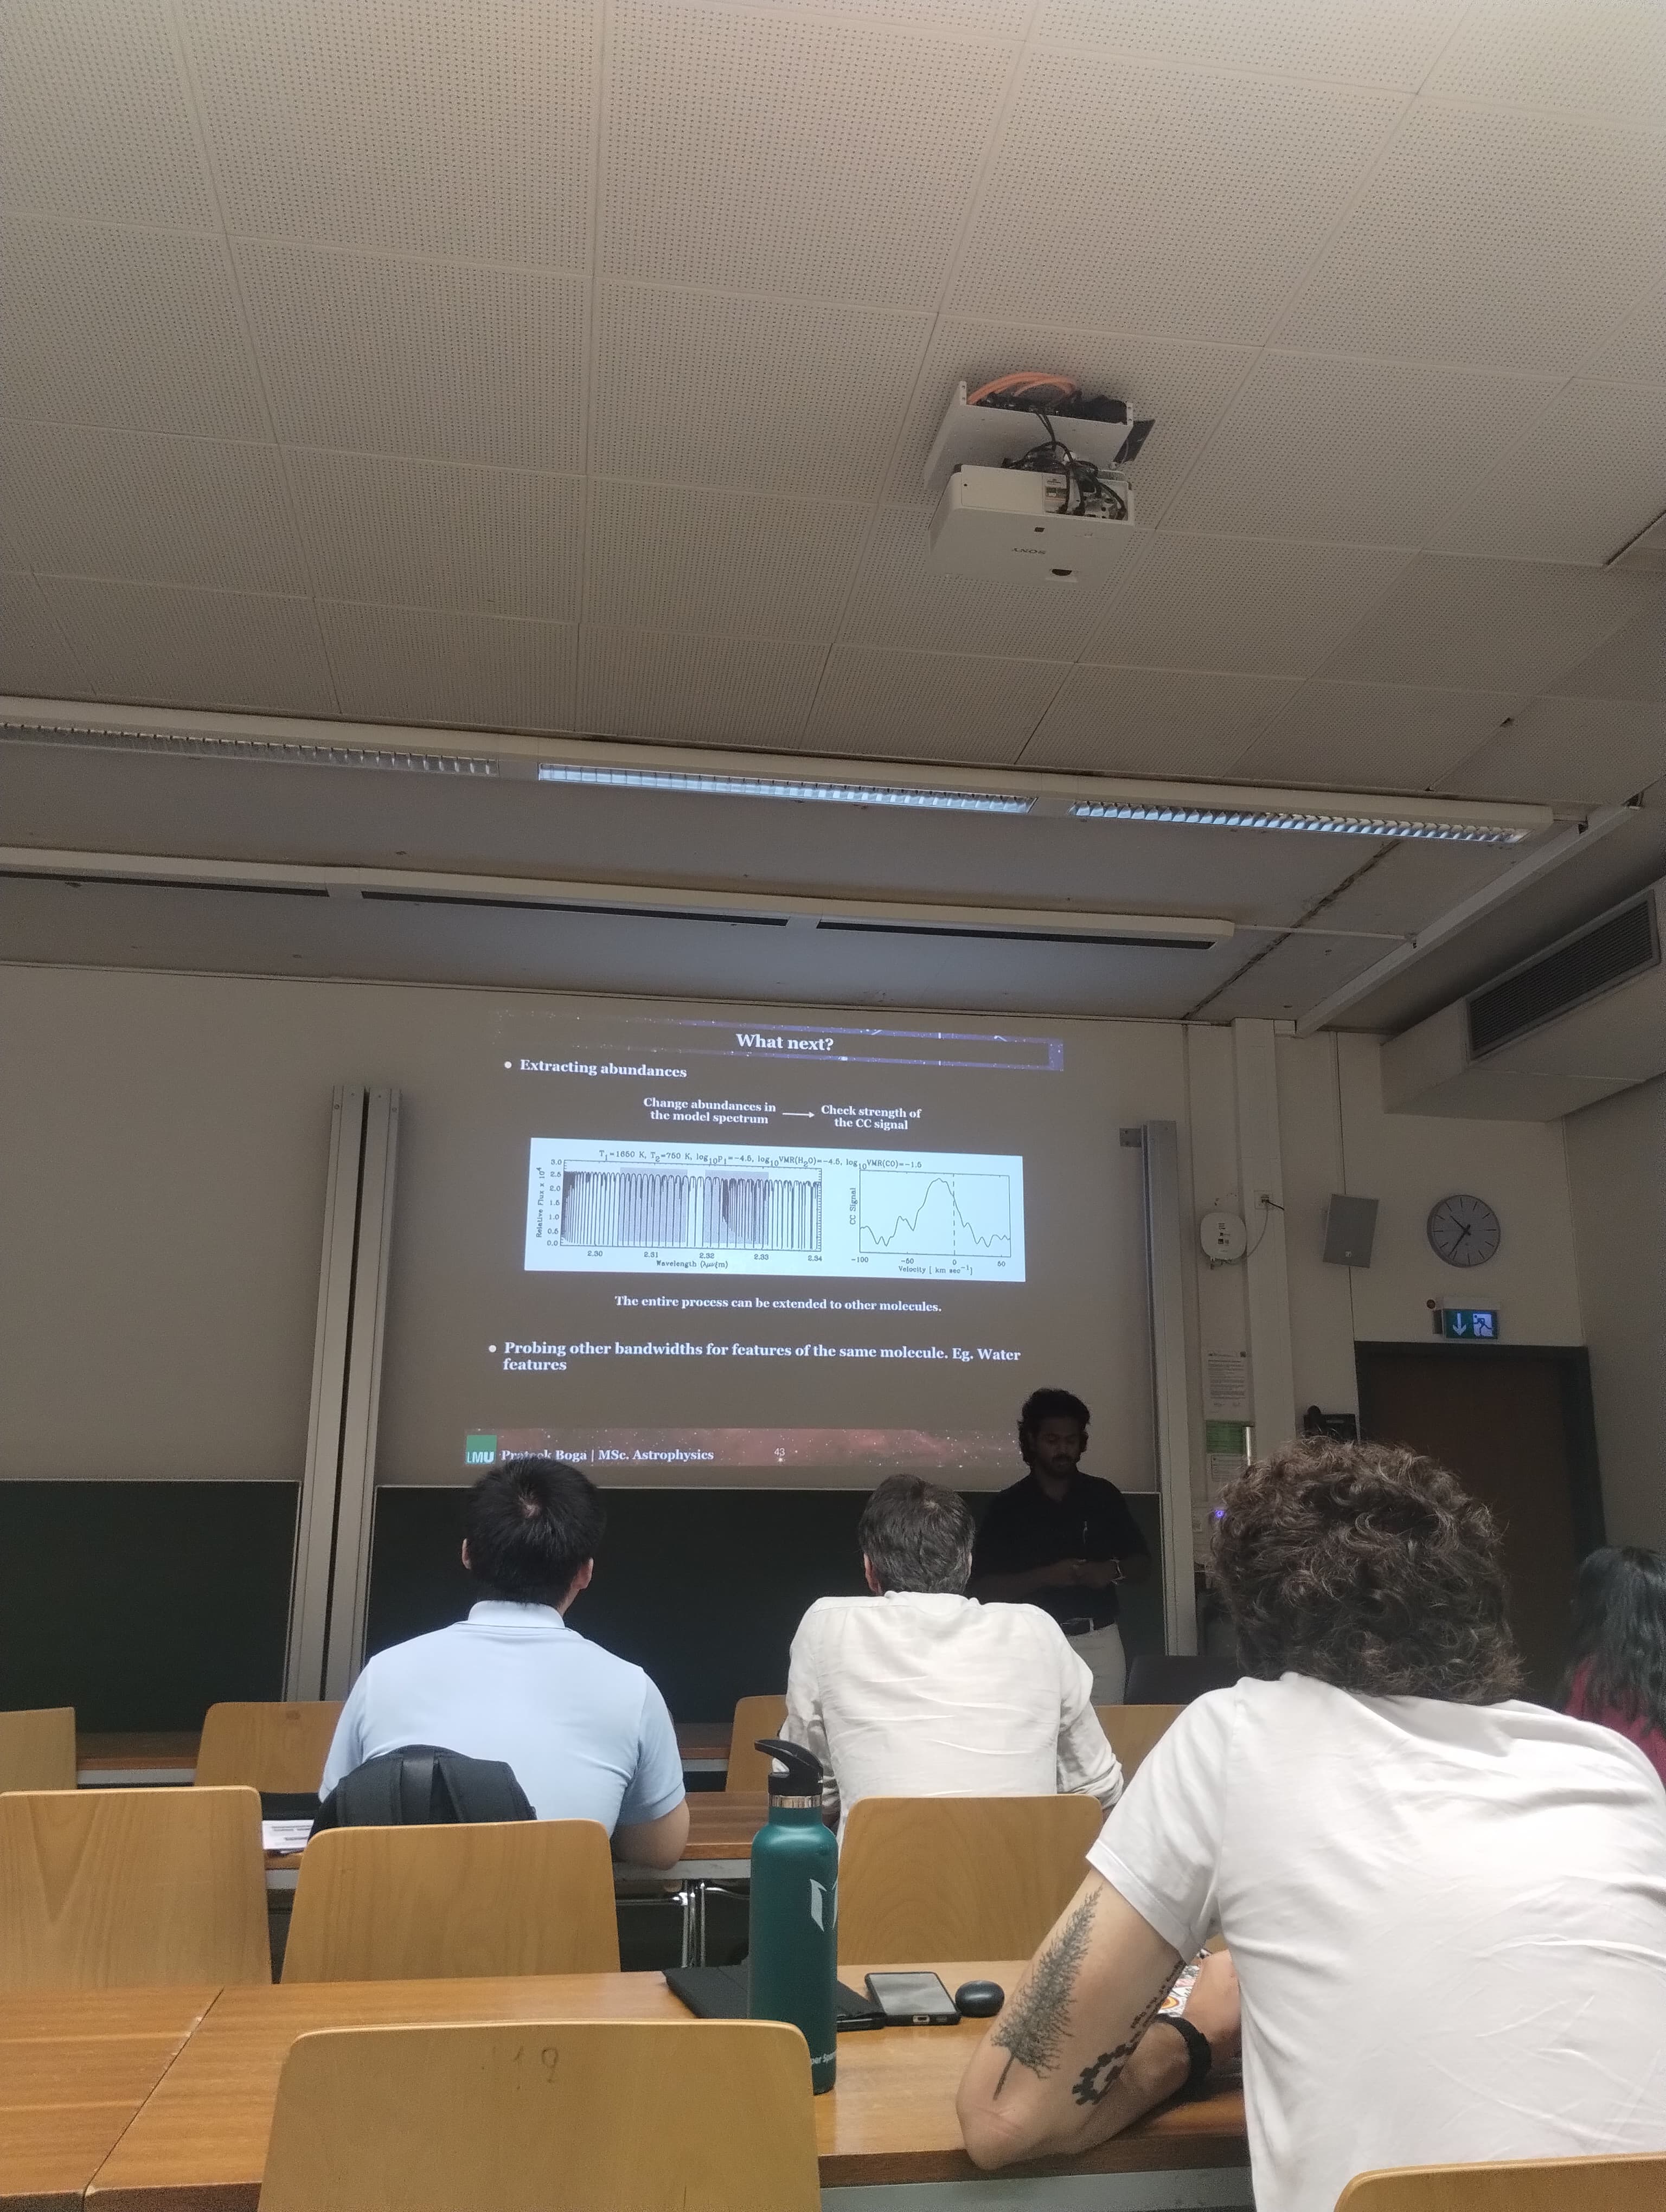 SONY
What next?
• Extracting abundances
Change abundances in
the model spectrum
Check strength of
the CC signal
T₁=1650 K, T₂=750 K, log₁₀P₁=-4.5, log₁₀VMR(H₂O)=-4.5, log₁₀VMR(CO)=-1.5
Relative Flux x 10⁴
3.0
2.5
2.0
1.5
1.0
0.5
0.0
2.30 2.31 2.32 2.33 2.34
Wavelength
CC Signal
-100 -50 0 50
Velocity [ km sec⁻¹]
The entire process can be extended to other molecules.
• Probing other bandwidths for features of the same molecule. Eg. Water
features
LMU Prateek Boga | MSc. Astrophysics 43